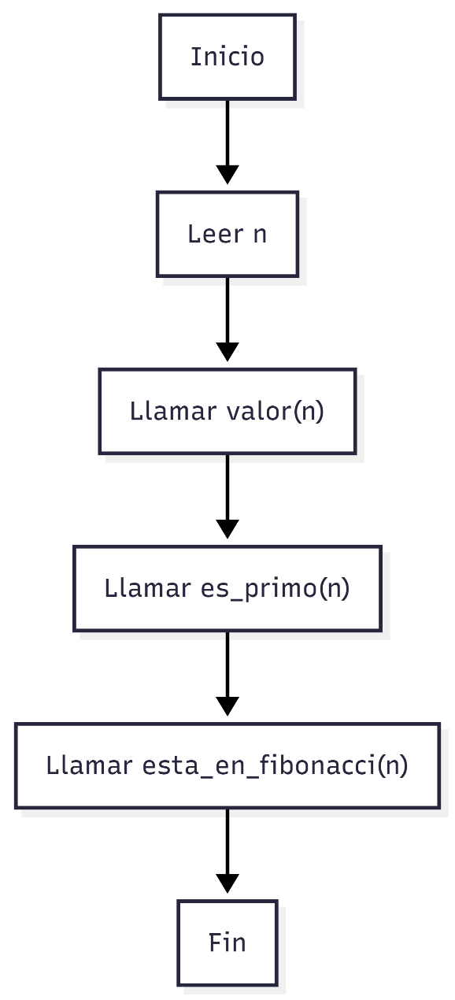 Inicio
Leer n
Llamar valor(n)
Llamar es_primo(n)
Llamar esta_en_fibonacci(n)
Fin